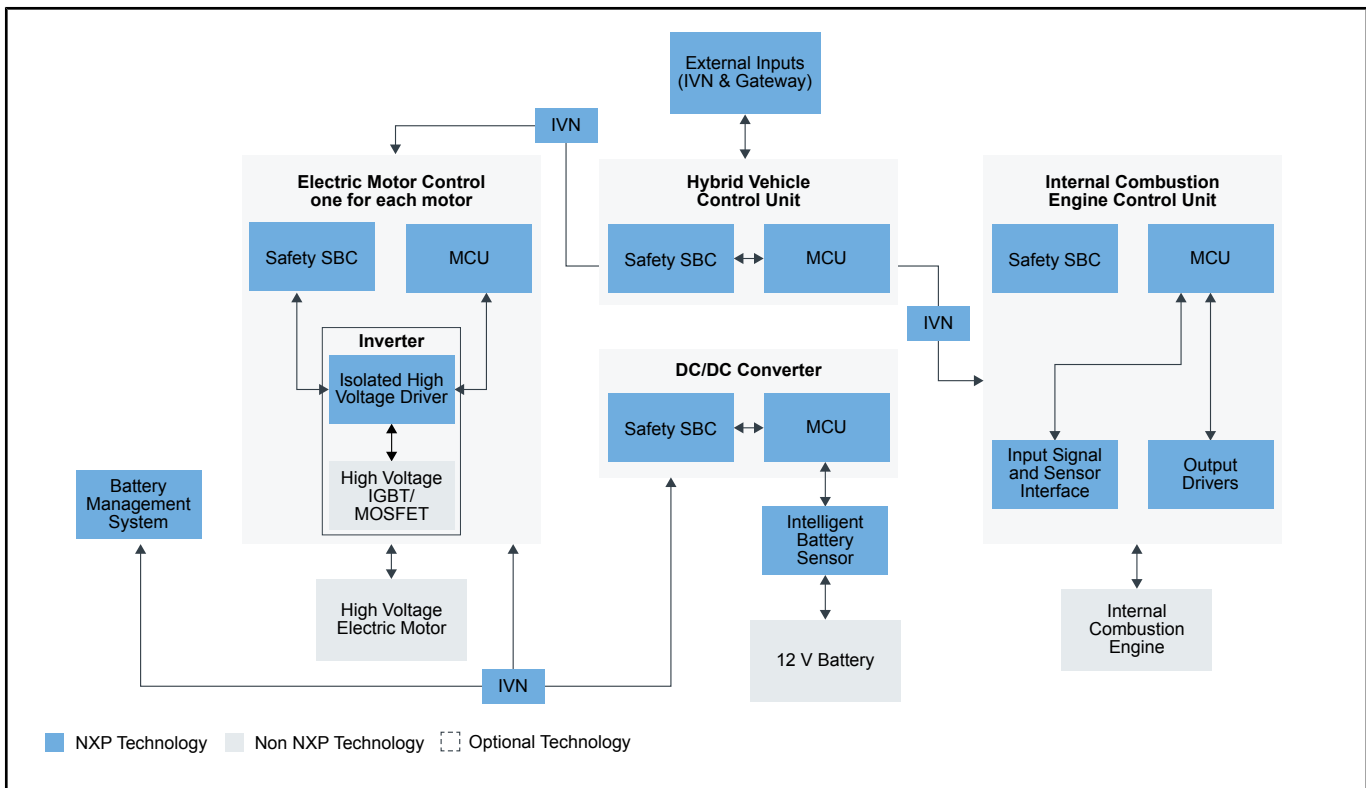 External Inputs
(IVN & Gateway)
IVN
Electric Motor Control
one for each motor
Safety SBC
MCU
Inverter
Isolated High
Voltage Driver
High Voltage
IGBT/
MOSFET
High Voltage
Electric Motor
Battery
Management
System
IVN
Hybrid Vehicle
Control Unit
Safety SBC
MCU
IVN
DC/DC Converter
Safety SBC
MCU
Intelligent
Battery
Sensor
12 V Battery
Internal Combustion
Engine Control Unit
Safety SBC
MCU
Input Signal
and Sensor
Interface
Output
Drivers
Internal
Combustion
Engine
NXP Technology
Non NXP Technology
Optional Technology